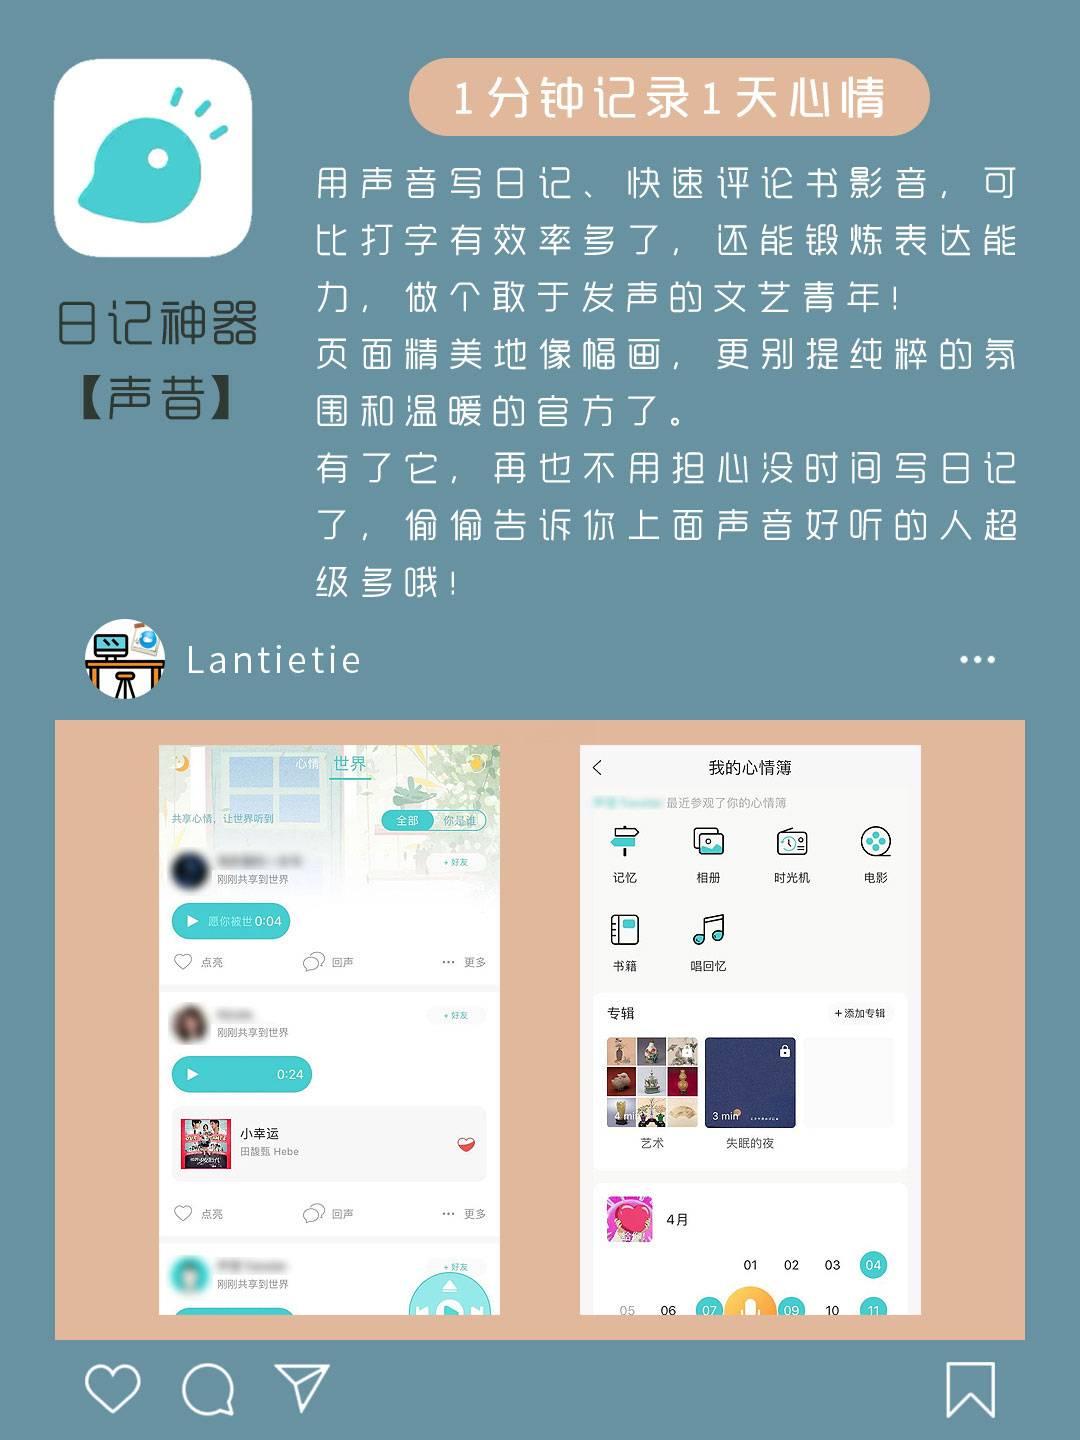 1分钟记录1天心情
用声音写日记、快速评论书影音，可
比打字有效率多了，还能锻炼表达能
力，做个敢于发声的文艺青年！
页面精美地像幅画，更别提纯粹的氛
围和温暖的官方了。
有了它，再也不用担心没时间写日记
了，偷偷告诉你上面声音好听的人超
级多哦！
日记神器
【声昔】
Lantietie
心情 世界
共享心情，让世界听到
全部 你是谁
+ 好友
刚刚共享到世界
愿你被世 0:04
点亮 回声 ··· 更多
+ 好友
刚刚共享到世界
0:24
小幸运
田馥甄 Hebe
点亮 回声 ··· 更多
+ 好友
刚刚共享到世界
我的心情簿
最近参观了你的心情簿
记忆 相册 时光机 电影
书籍 唱回忆
专辑 +添加专辑
4 min 3 min
艺术 失眠的夜
4月
01 02 03 04
05 06 07 09 10 11